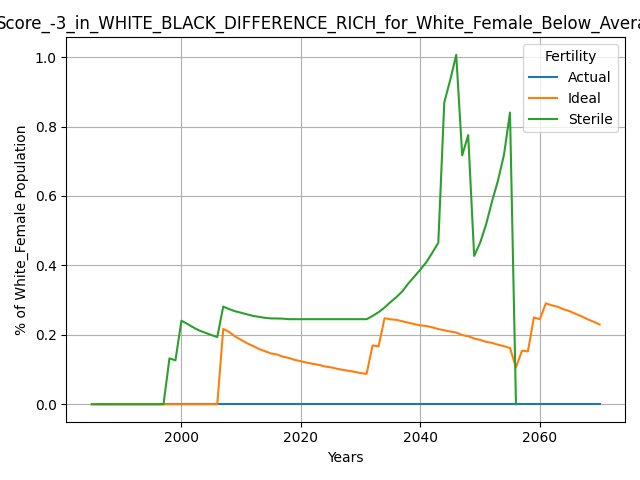 Score_-3_in_WHITE_BLACK_DIFFERENCE_RICH_for_White_Female_Below_Avera
Fertility
Actual
Ideal
Sterile
% of White_Female Population
1.0
0.8
0.6
0.4
0.2
0.0
2000 2020 2040 2060
Years